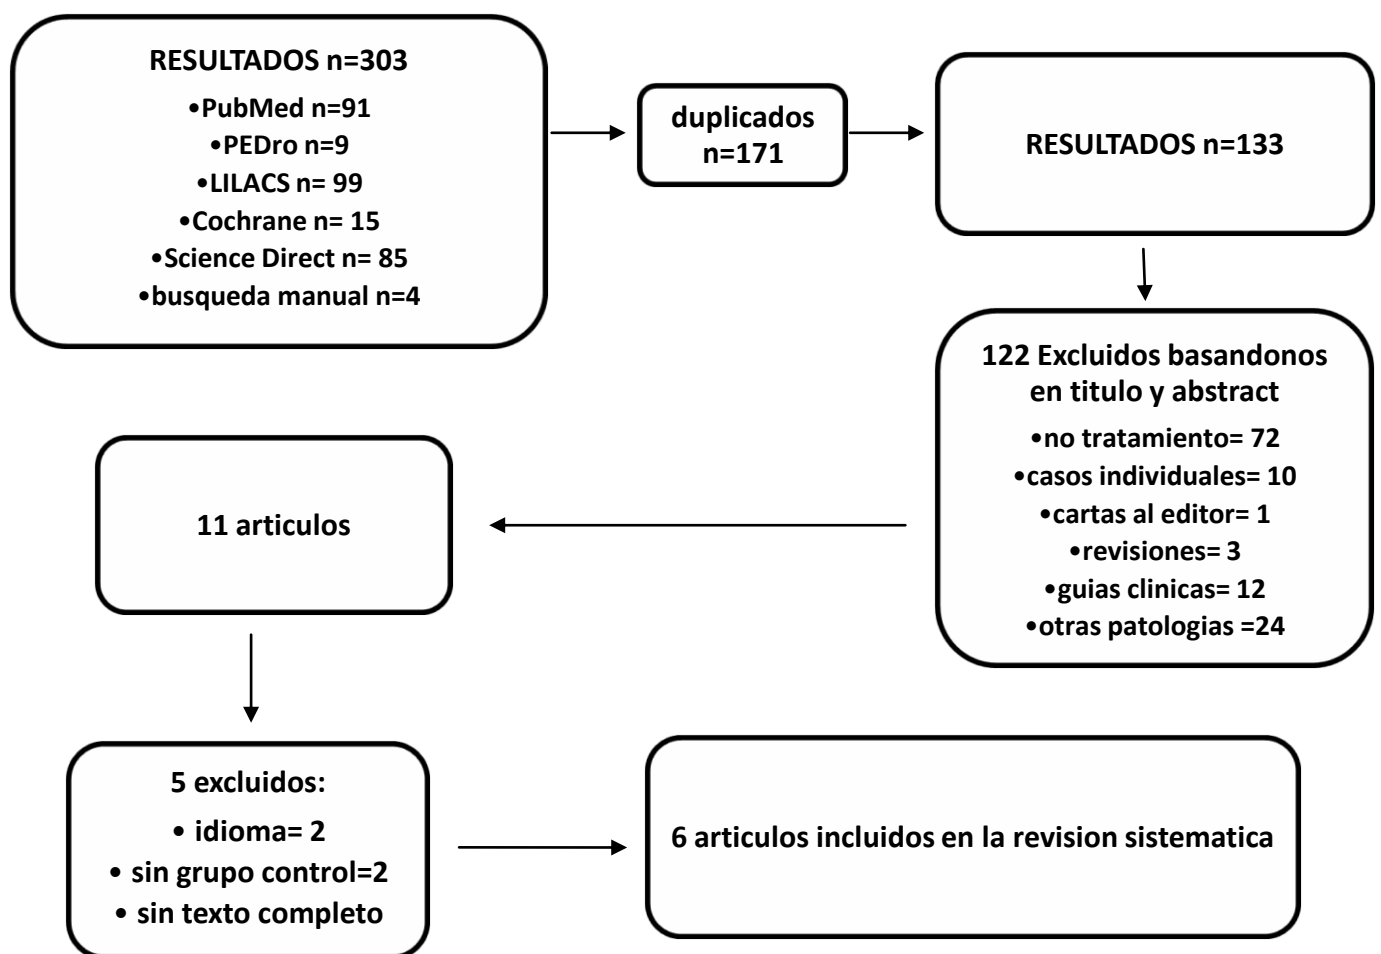 RESULTADOS n=303
•PubMed n=91
•PEDro n=9
•LILACS n= 99
•Cochrane n= 15
•Science Direct n= 85
•busqueda manual n=4
duplicados
n=171
RESULTADOS n=133
122 Excluidos basandonos
en titulo y abstract
•no tratamiento= 72
•casos individuales= 10
•cartas al editor= 1
•revisiones= 3
•guias clinicas= 12
•otras patologias =24
11 articulos
5 excluidos:
• idioma= 2
• sin grupo control=2
• sin texto completo
6 articulos incluidos en la revision sistematica